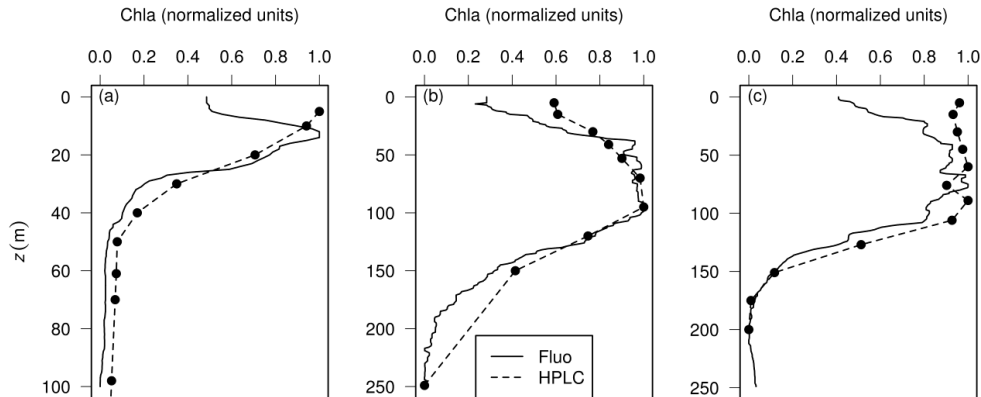 Chla (normalized units) Chla (normalized units) Chla (normalized units)
0.0 0.2 0.4 0.6 0.8 1.0 0.0 0.2 0.4 0.6 0.8 1.0 0.0 0.2 0.4 0.6 0.8 1.0
0 (a) 0 (b) 0 (c)
20 50 50
40 100 100
z (m)
60 150 150
80 200 200
100 250 250
Fluo
HPLC